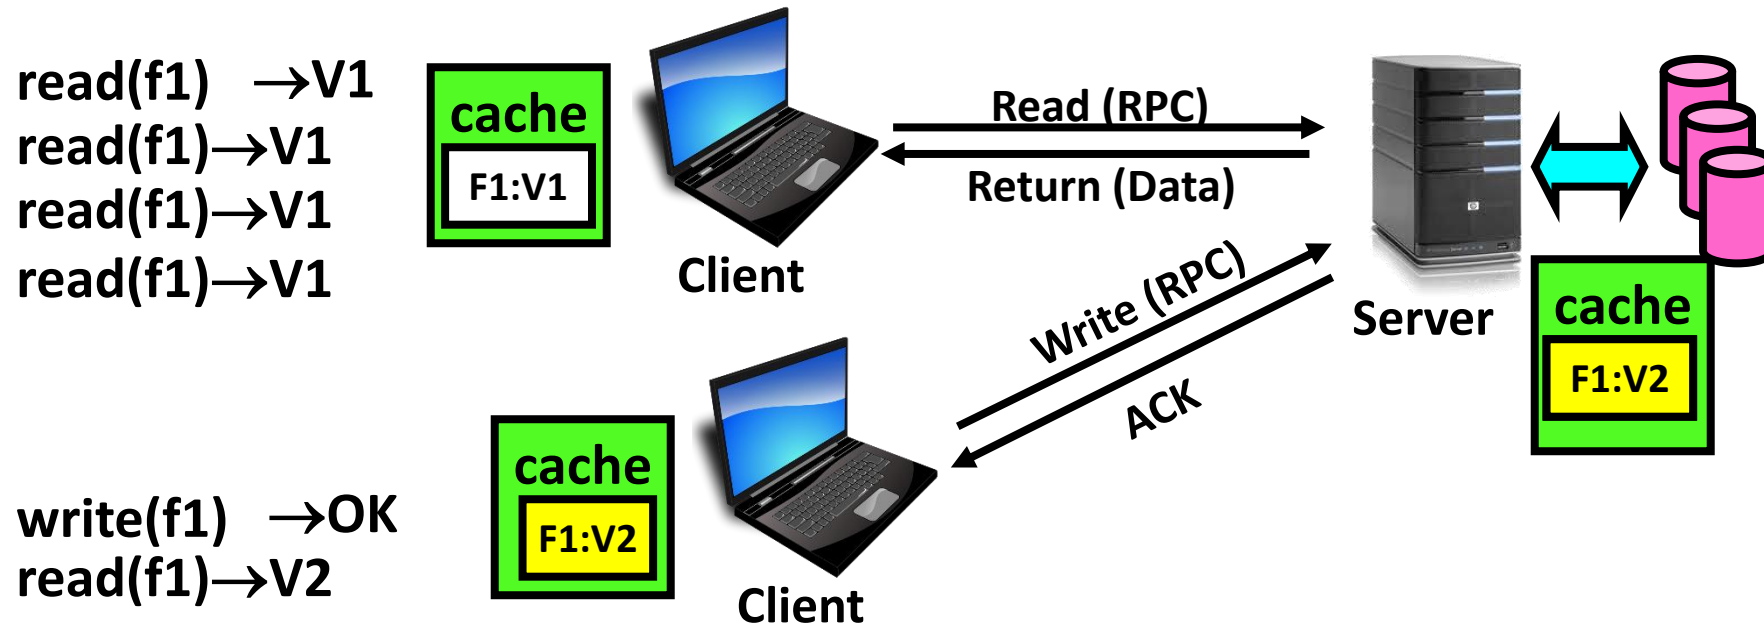 read(f1) →V1
read(f1)→V1
read(f1)→V1
read(f1)→V1
cache
F1:V1
Client
Read (RPC)
Return (Data)
Write (RPC)
ACK
Server
cache
F1:V2
write(f1) →OK
read(f1)→V2
cache
F1:V2
Client